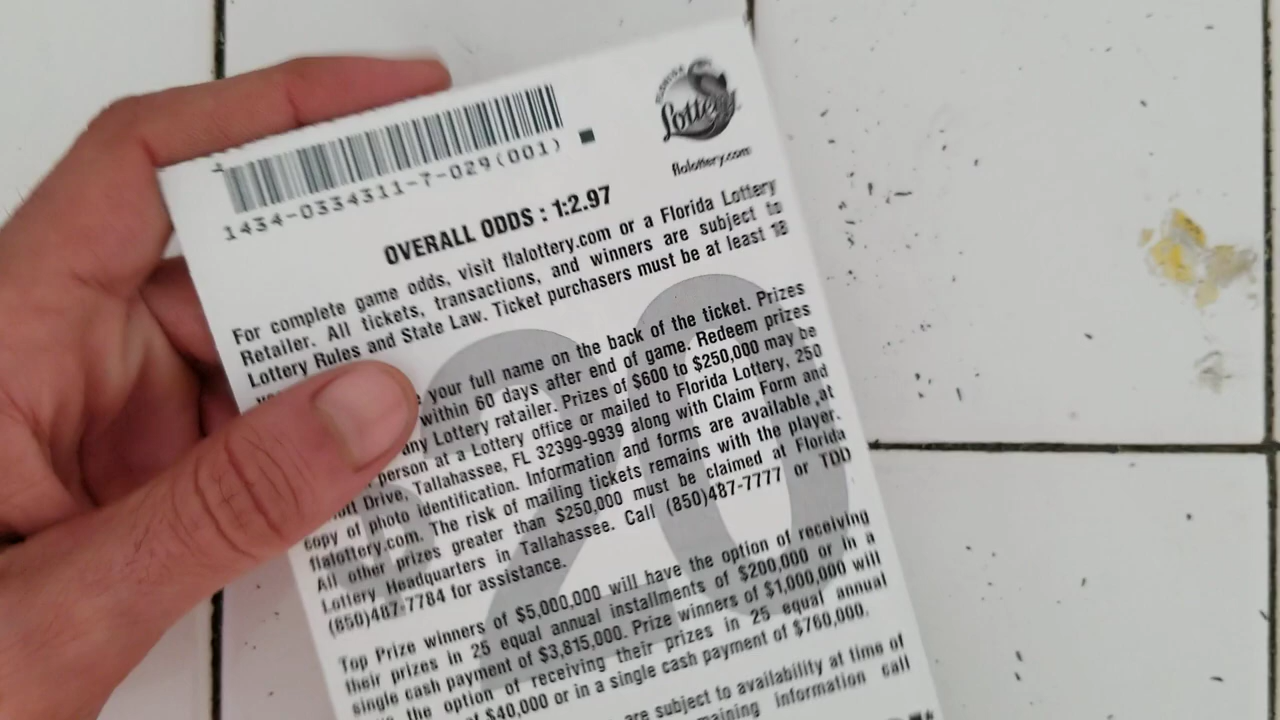 Florida Lottery
flalottery.com
1434-0334311-7-029(001)
OVERALL ODDS : 1:2.97
For complete game odds, visit flalottery.com or a Florida Lottery
Retailer. All tickets, transactions, and winners are subject to
Lottery Rules and State Law. Ticket purchasers must be at least 18
your full name on the back of the ticket. Prizes
within 60 days after end of game. Redeem prizes
any Lottery retailer. Prizes of $600 to $250,000 may be
person at a Lottery office or mailed to Florida Lottery, 250
Drive, Tallahassee, FL 32399-9939 along with Claim Form and
copy of photo identification. Information and forms are available at
flalottery.com. The risk of mailing tickets remains with the player.
All other prizes greater than $250,000 must be claimed at Florida
Lottery Headquarters in Tallahassee. Call (850)487-7777 or TDD
(850)487-7784 for assistance.
$20
Top Prize winners of $5,000,000 will have the option of receiving
their prizes in 25 equal annual installments of $200,000 or in a
single cash payment of $3,815,000. Prize winners of $1,000,000 will
the option of receiving their prizes in 25 equal annual
of $40,000 or in a single cash payment of $760,000.
are subject to availability at time of
information call